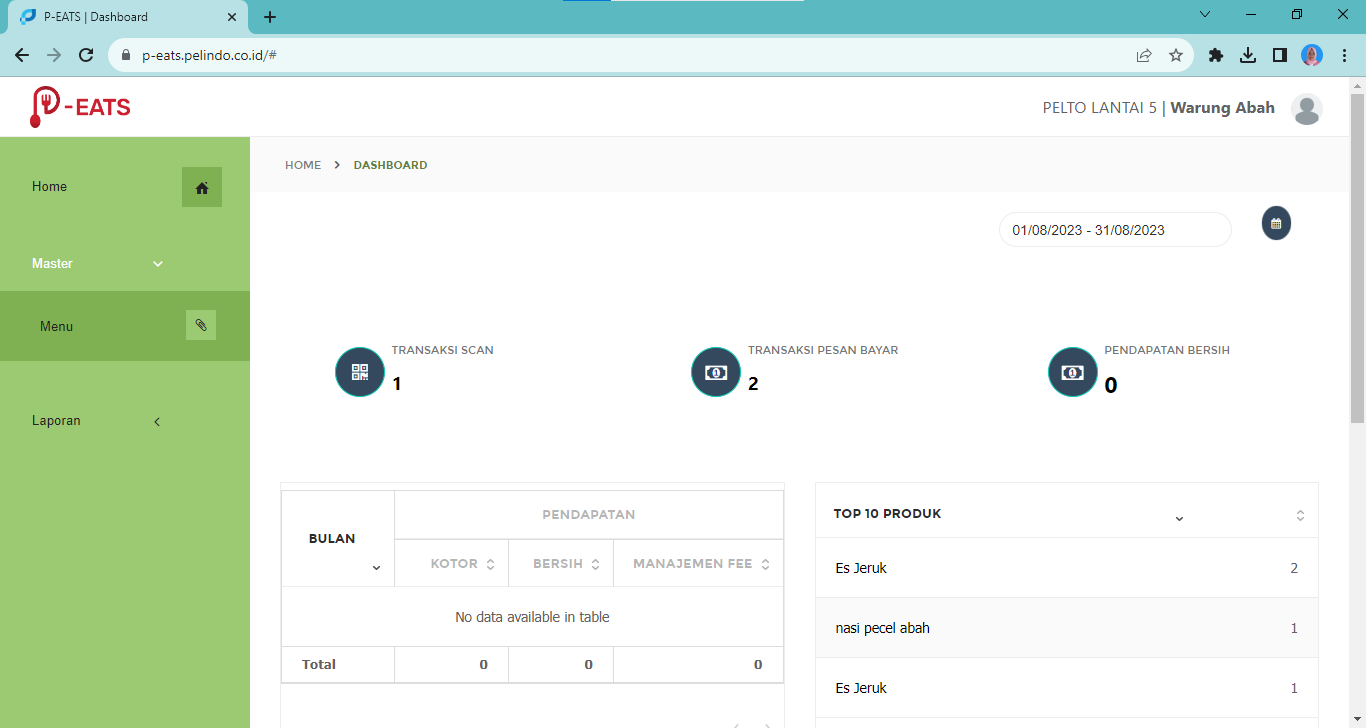 P-EATS | Dashboard
p-eats.pelindo.co.id/#
P-EATS
PELTO LANTAI 5 | Warung Abah
Home
Master
Menu
Laporan
HOME > DASHBOARD
01/08/2023 - 31/08/2023
TRANSAKSI SCAN
1
TRANSAKSI PESAN BAYAR
2
PENDAPATAN BERSIH
0
BULAN
PENDAPATAN
KOTOR BERSIH MANAJEMEN FEE
No data available in table
Total 0 0 0
TOP 10 PRODUK
Es Jeruk 2
nasi pecel abah 1
Es Jeruk 1